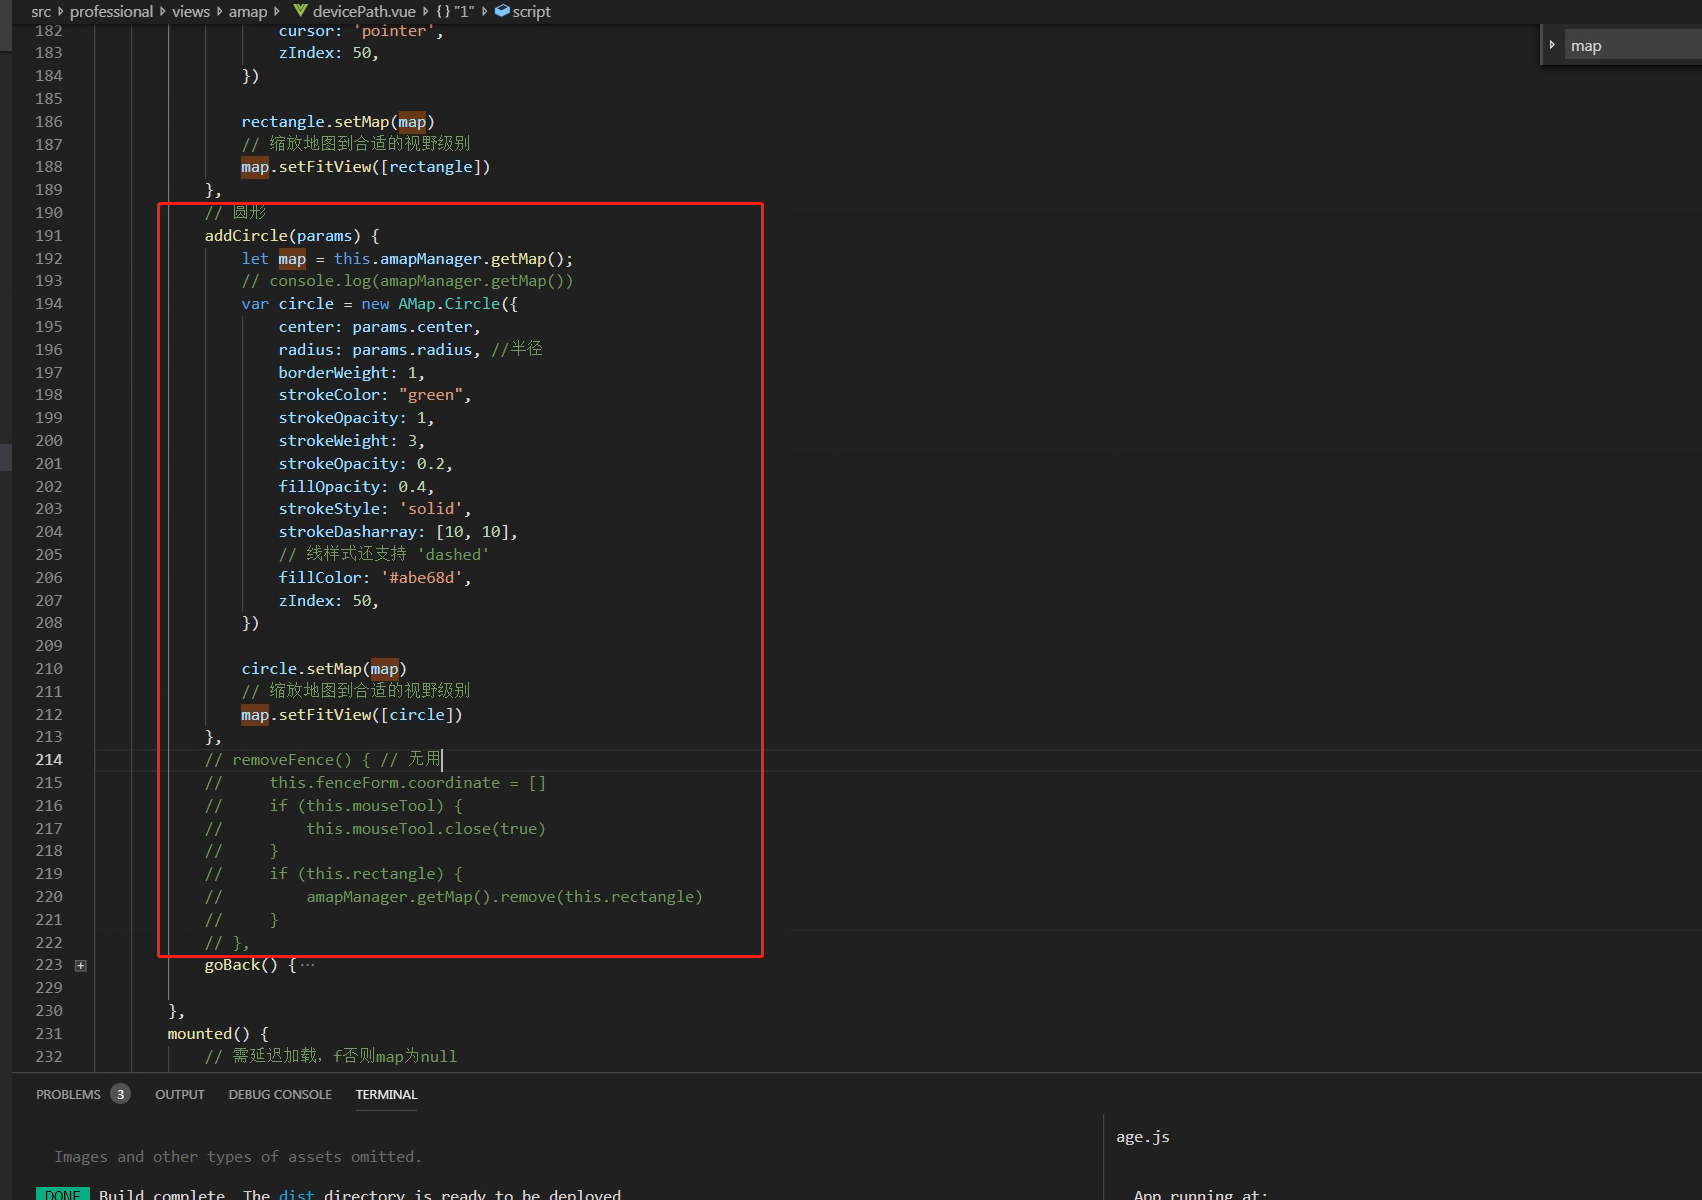 src › professional › views › amap › devicePath.vue › {} "1" › script
map
182 cursor: 'pointer',
183 zIndex: 50,
184 })
185
186 rectangle.setMap(map)
187 // 缩放地图到合适的视野级别
188 map.setFitView([rectangle])
189 },
190 // 圆形
191 addCircle(params) {
192 let map = this.amapManager.getMap();
193 // console.log(amapManager.getMap())
194 var circle = new AMap.Circle({
195 center: params.center,
196 radius: params.radius, //半径
197 borderWeight: 1,
198 strokeColor: "green",
199 strokeOpacity: 1,
200 strokeWeight: 3,
201 strokeOpacity: 0.2,
202 fillOpacity: 0.4,
203 strokeStyle: 'solid',
204 strokeDasharray: [10, 10],
205 // 线样式还支持 'dashed'
206 fillColor: '#abe68d',
207 zIndex: 50,
208 })
209
210 circle.setMap(map)
211 // 缩放地图到合适的视野级别
212 map.setFitView([circle])
213 },
214 // removeFence() { // 无用
215 // this.fenceForm.coordinate = []
216 // if (this.mouseTool) {
217 // this.mouseTool.close(true)
218 // }
219 // if (this.rectangle) {
220 // amapManager.getMap().remove(this.rectangle)
221 // }
222 // },
223 goBack() {···
229
230 },
231 mounted() {
232 // 需延迟加载，f否则map为null
PROBLEMS 3 OUTPUT DEBUG CONSOLE TERMINAL
age.js
Images and other types of assets omitted.
DONE Build complete. The dist directory is ready to be deployed
App running at: